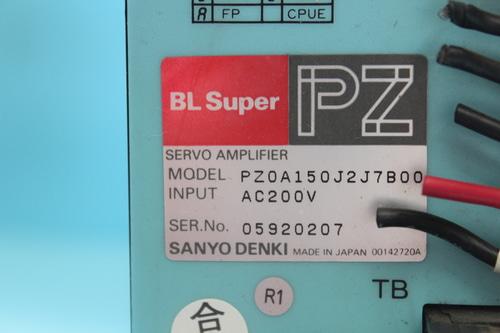 R FP CPUE
BL Super PZ
SERVO AMPLIFIER
MODEL PZ0A150J2J7B00
INPUT AC200V
SER.No. 05920207
SANYO DENKI MADE IN JAPAN 00142720A
R1
TB
合